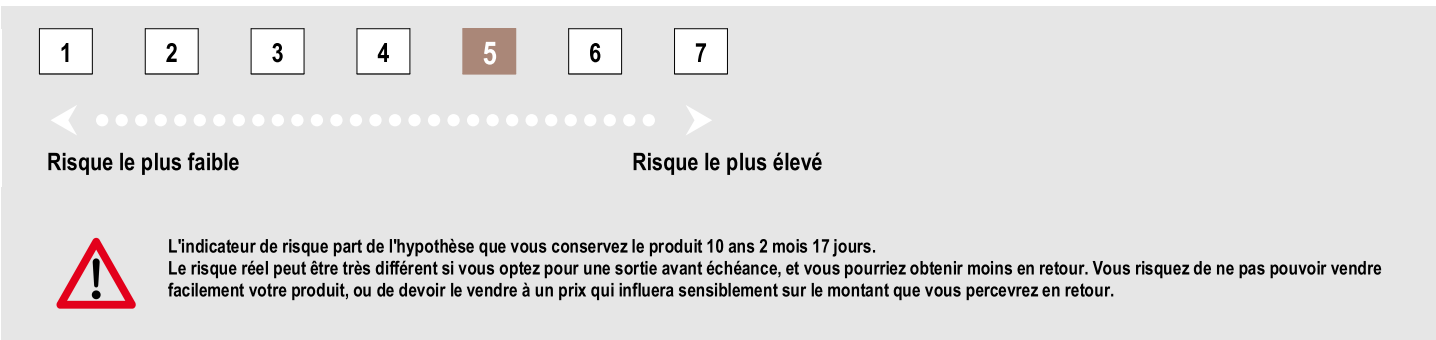 1 2 3 4 5 6 7
Risque le plus faible Risque le plus élevé
L'indicateur de risque part de l'hypothèse que vous conservez le produit 10 ans 2 mois 17 jours.
Le risque réel peut être très différent si vous optez pour une sortie avant échéance, et vous pourriez obtenir moins en retour. Vous risquez de ne pas pouvoir vendre
facilement votre produit, ou de devoir le vendre à un prix qui influera sensiblement sur le montant que vous percevrez en retour.